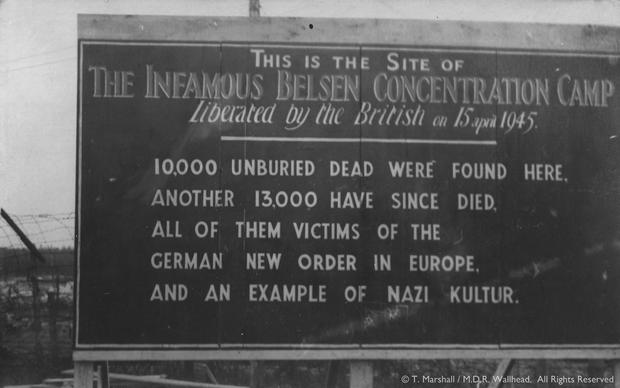 THIS IS THE SITE OF
THE INFAMOUS BELSEN CONCENTRATION CAMP
Liberated by the British on 15 april 1945.
10,000 UNBURIED DEAD WERE FOUND HERE.
ANOTHER 13,000 HAVE SINCE DIED,
ALL OF THEM VICTIMS OF THE
GERMAN NEW ORDER IN EUROPE,
AND AN EXAMPLE OF NAZI KULTUR.
© T. Marshall / M.D.R. Wallhead. All Rights Reserved